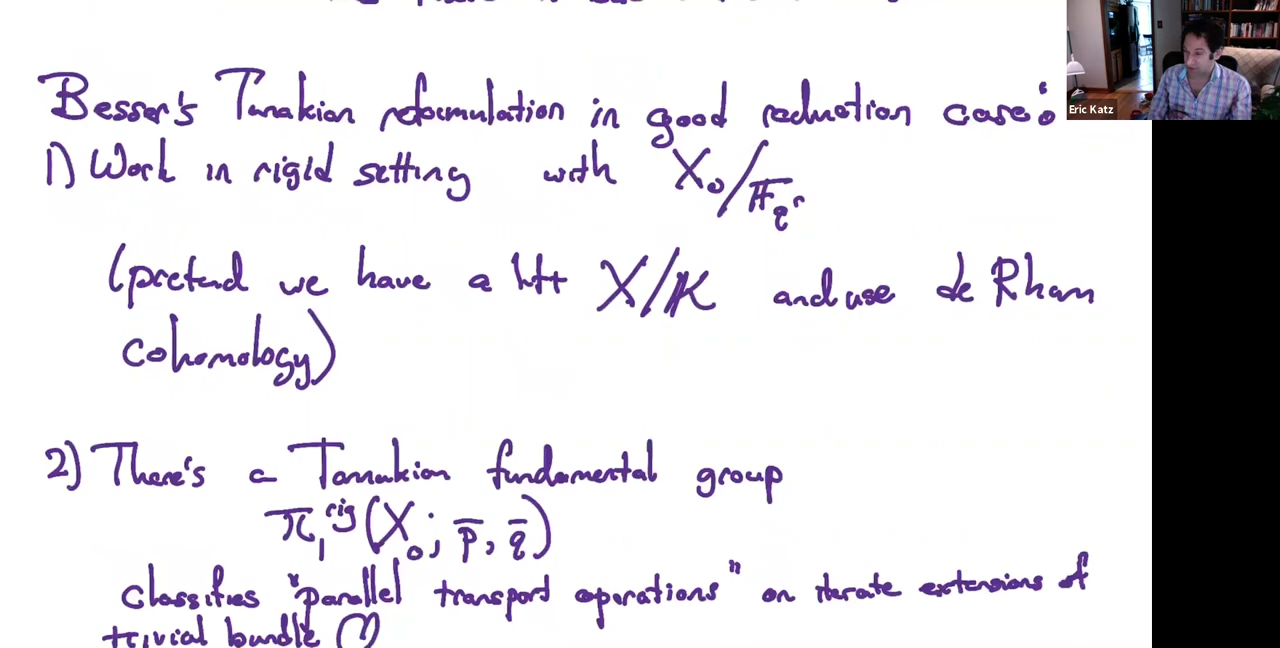 Besser's Tanakian reformulation in good reduction case:
Eric Katz
1) Work in rigid setting with X₀/𝔽_qʳ
(pretend we have a lift X/K and use de Rham
cohomology)
2) There's a Tannakian fundamental group
π₁^rig(X₀; p̄, q̄)
classifies "parallel transport operations" on iterate extensions of
trivial bundle